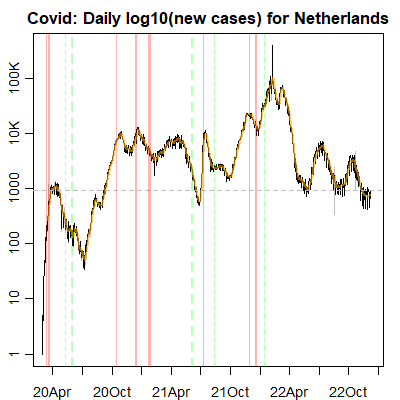 Covid: Daily log10(new cases) for Netherlands
100K
10K
1000
100
10
1
20Apr 20Oct 21Apr 21Oct 22Apr 22Oct